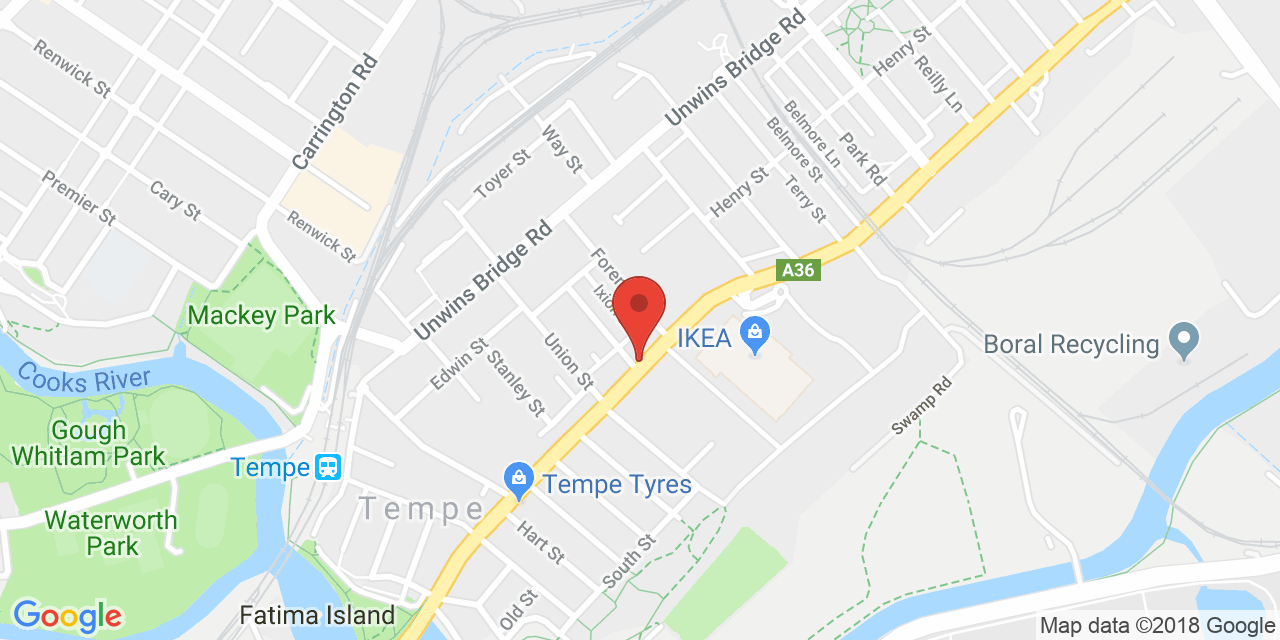 Renwick St
Carrington Rd
Unwins Bridge Rd
Henry St
Reilly Ln
Way St
Toyer St
Belmore Ln
Belmore St
Park Rd
Premier St
Cary St
Renwick St
Henry St
Terry St
Unwins Bridge Rd
A36
Mackey Park
IKEA
Boral Recycling
Cooks River
Edwin St
Stanley St
Union St
Swamp Rd
Gough
Whitlam Park
Tempe
Tempe Tyres
Tempe
Waterworth
Park
Hart St
South St
Old St
Fatima Island
Google
Map data ©2018 Google